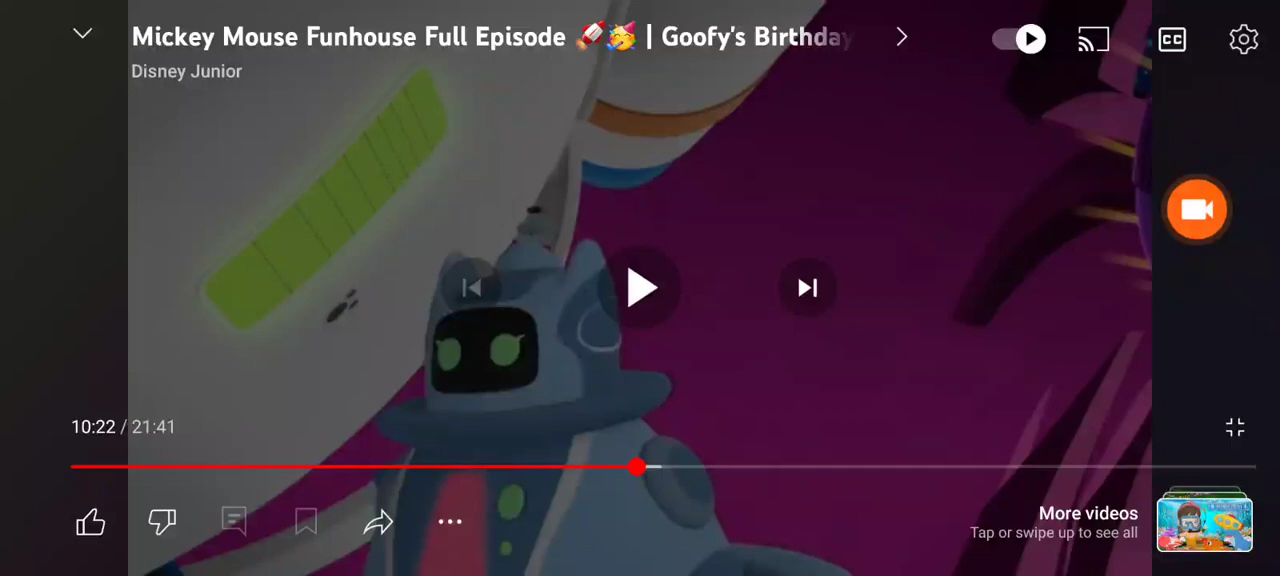 Mickey Mouse Funhouse Full Episode 🚀🥳 | Goofy's Birthday
Disney Junior
CC
10:22 / 21:41
More videos
Tap or swipe up to see all